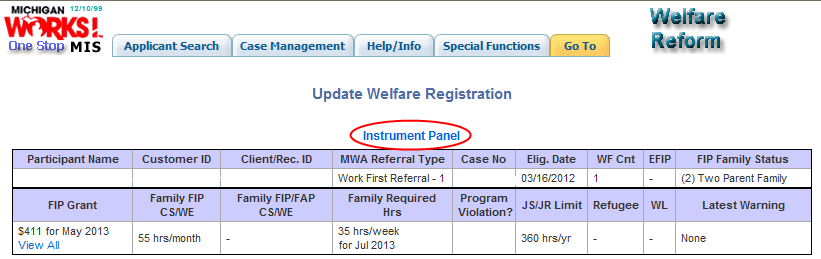 MICHIGAN 12/10/99
WORKS!
One Stop MIS
Applicant Search Case Management Help/Info Special Functions Go To
Welfare
Reform
Update Welfare Registration
Instrument Panel
Participant Name Customer ID Client/Rec. ID MWA Referral Type Case No Elig. Date WF Cnt EFIP FIP Family Status
Work First Referral - 1 03/16/2012 1 - (2) Two Parent Family
FIP Grant Family FIP CS/WE Family FIP/FAP CS/WE Family Required Hrs Program Violation? JS/JR Limit Refugee WL Latest Warning
$411 for May 2013 55 hrs/month - 35 hrs/week for Jul 2013 360 hrs/yr - - None
View All